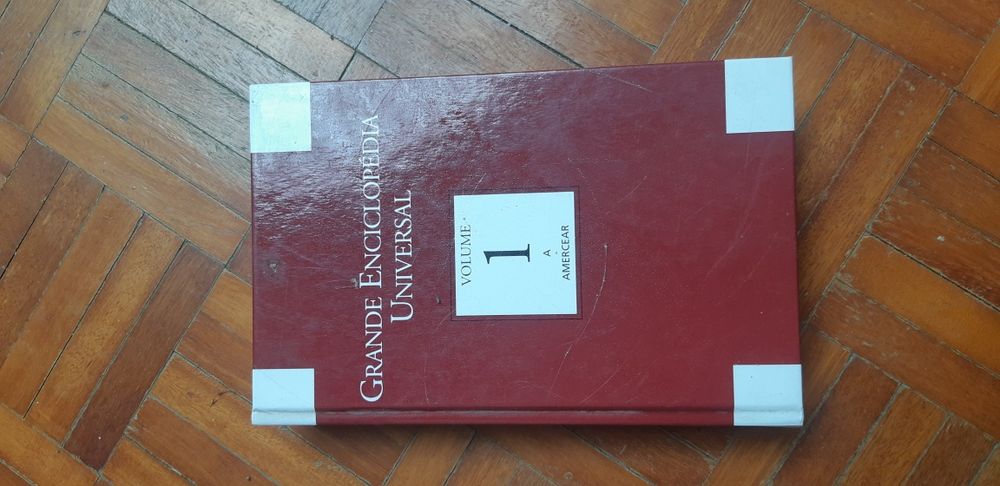 GRANDE ENCICLOPÉDIA
UNIVERSAL
VOLUME
1
A
AMERCEAR